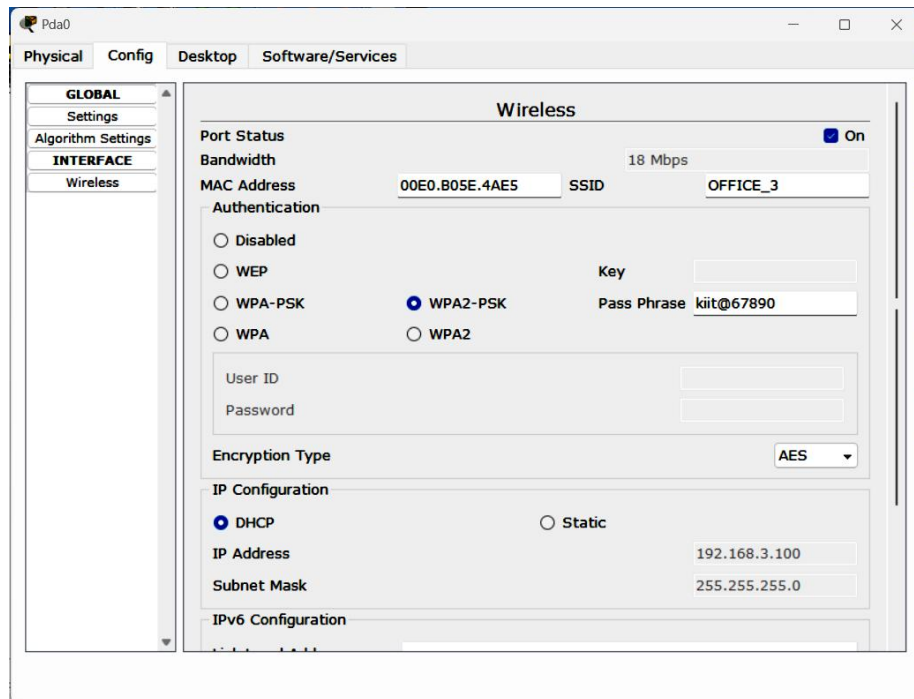 Pda0
Physical Config Desktop Software/Services
GLOBAL
Settings
Algorithm Settings
INTERFACE
Wireless
Wireless
Port Status On
Bandwidth 18 Mbps
MAC Address 00E0.B05E.4AE5 SSID OFFICE_3
Authentication
Disabled
WEP Key
WPA-PSK WPA2-PSK Pass Phrase kiit@67890
WPA WPA2
User ID
Password
Encryption Type AES
IP Configuration
DHCP Static
IP Address 192.168.3.100
Subnet Mask 255.255.255.0
IPv6 Configuration